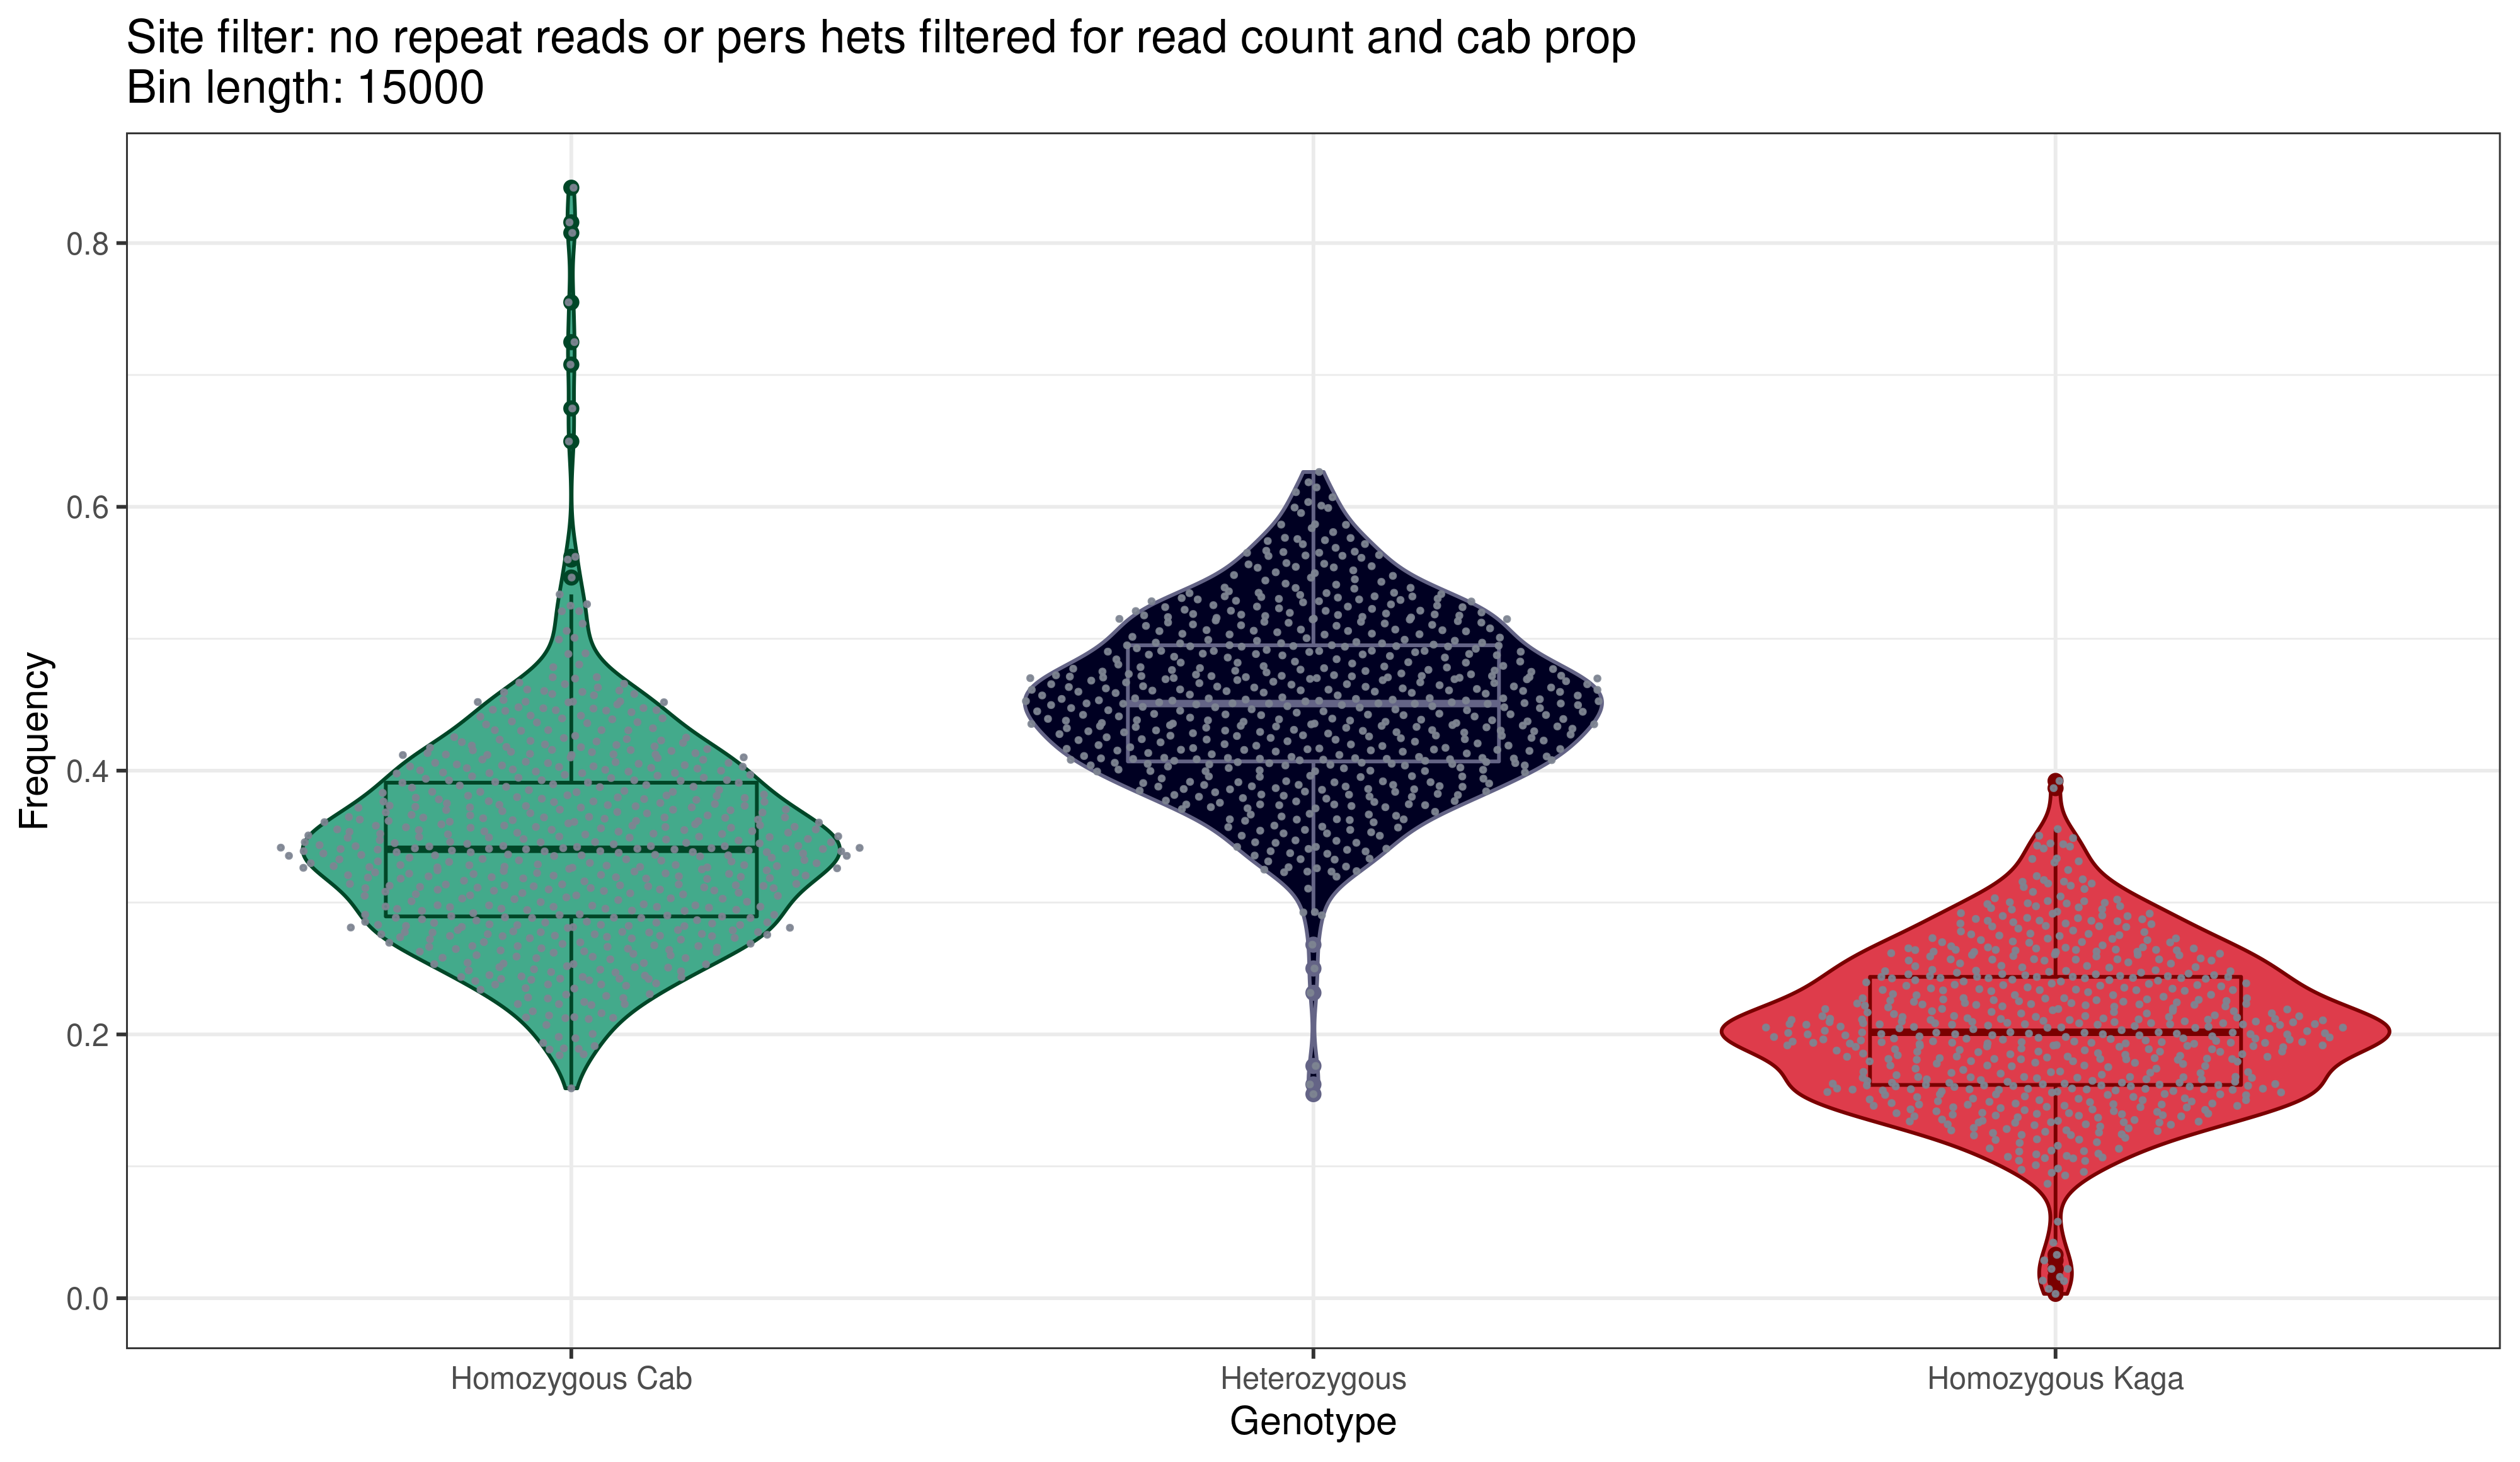 Site filter: no repeat reads or pers hets filtered for read count and cab prop
Bin length: 15000
Frequency
0.8
0.6
0.4
0.2
0.0
Homozygous Cab
Heterozygous
Homozygous Kaga
Genotype